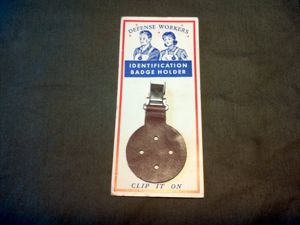 DEFENSE WORKERS
IDENTIFICATION
BADGE HOLDER
CLIP IT ON